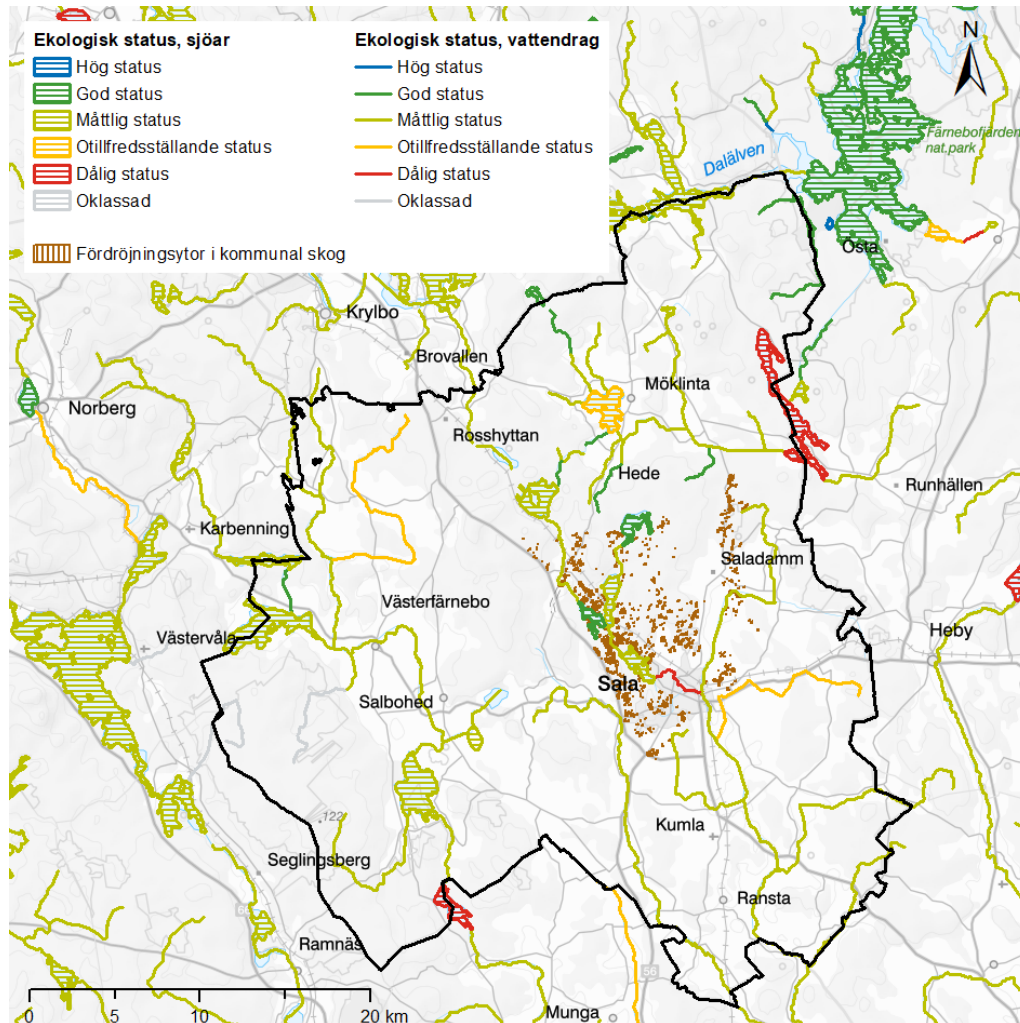 Ekologisk status, sjöar
Hög status
God status
Måttlig status
Otillfredsställande status
Dålig status
Oklassad
Fördröjningsytor i kommunal skog
Ekologisk status, vattendrag
Hög status
God status
Måttlig status
Otillfredsställande status
Dålig status
Oklassad
N
Färnebofjärden
nat.park
Dalälven
Östa
Krylbo
Brovallen
Möklinta
Norberg
Rosshyttan
Hede
Runhällen
Karbenning
Saladamm
Västerfärnebo
Heby
Västervåla
Sala
Salbohed
122
Kumla
Seglingsberg
Ransta
Ramnäs
56
0 5 10 20 km
Munga